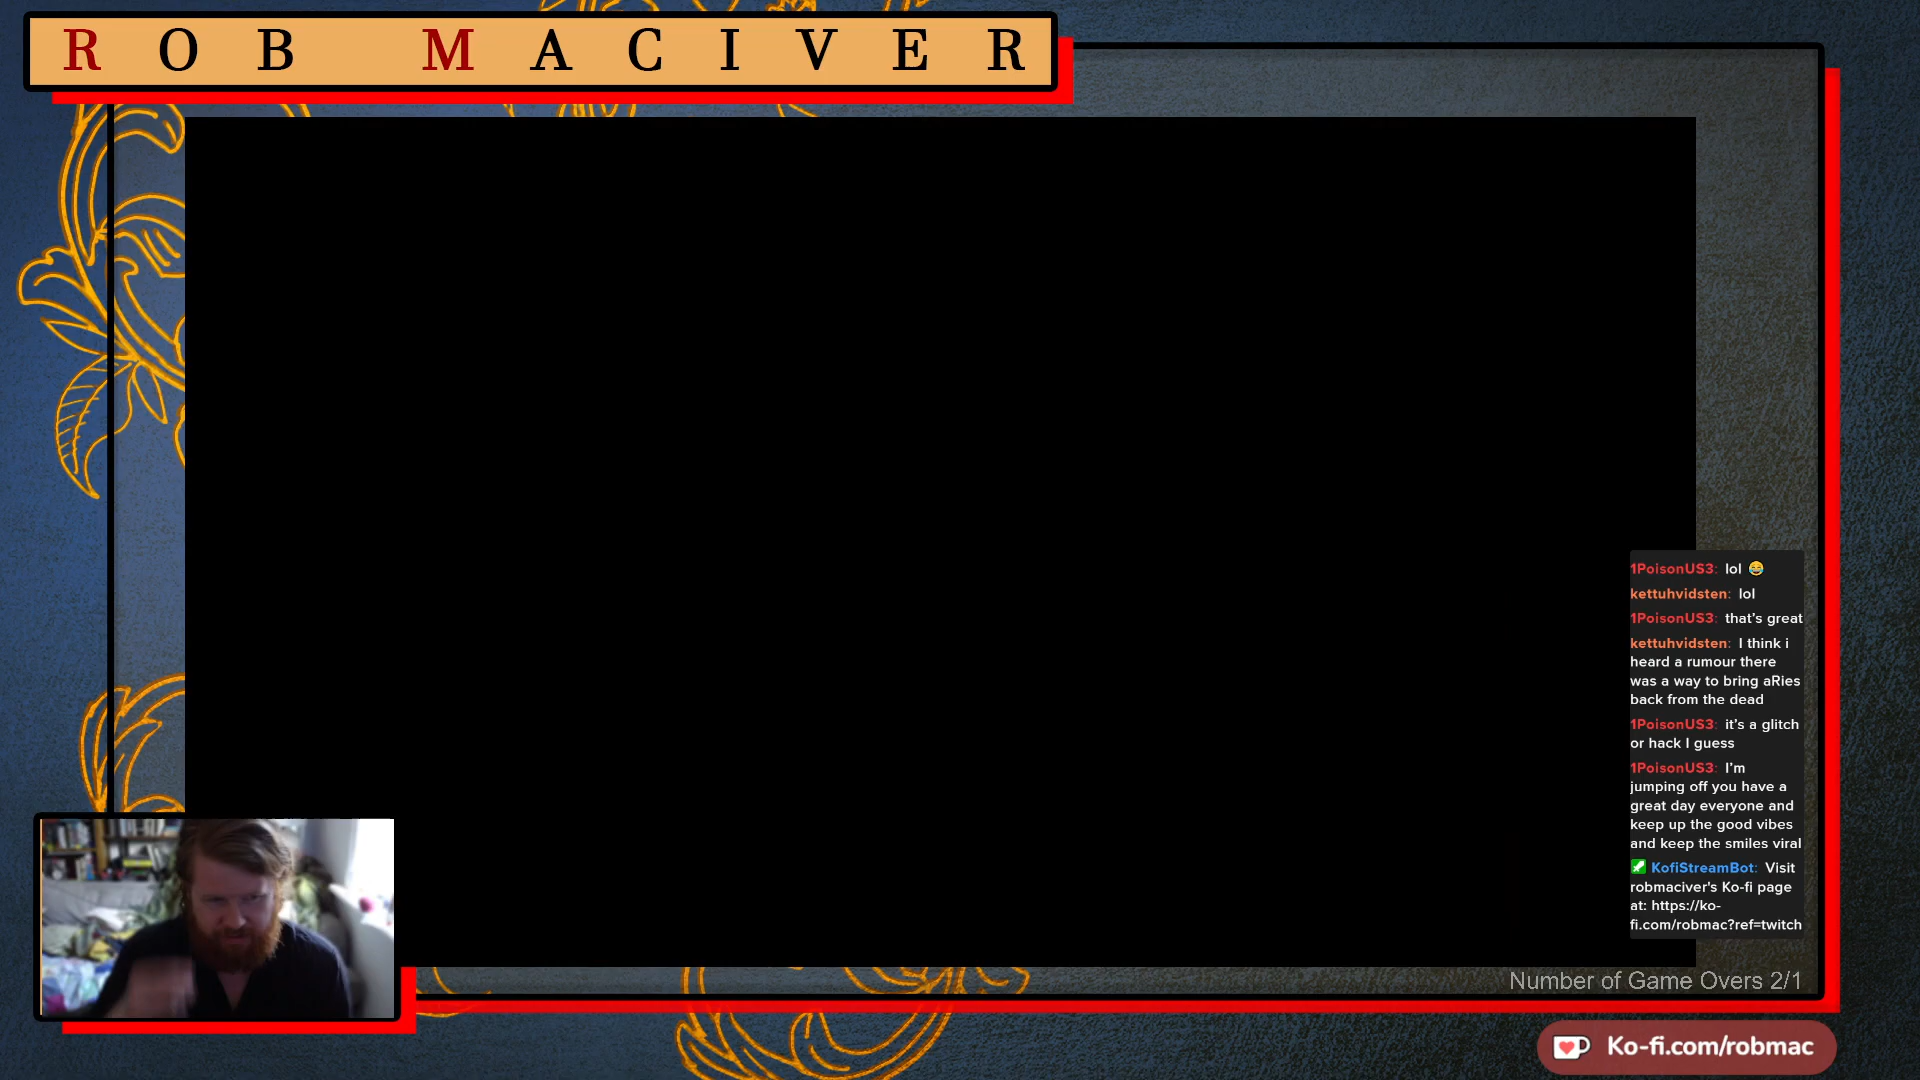 ROB MACIVER
1PoisonUS3: lol 😂
kettuhvidsten: lol
1PoisonUS3: that's great
kettuhvidsten: I think i
heard a rumour there
was a way to bring aRies
back from the dead
1PoisonUS3: it's a glitch
or hack I guess
1PoisonUS3: I'm
jumping off you have a
great day everyone and
keep up the good vibes
and keep the smiles viral
KofiStreamBot: Visit
robmaciver's Ko-fi page
at: https://ko-
fi.com/robmac?ref=twitch
Number of Game Overs 2/1
Ko-fi.com/robmac